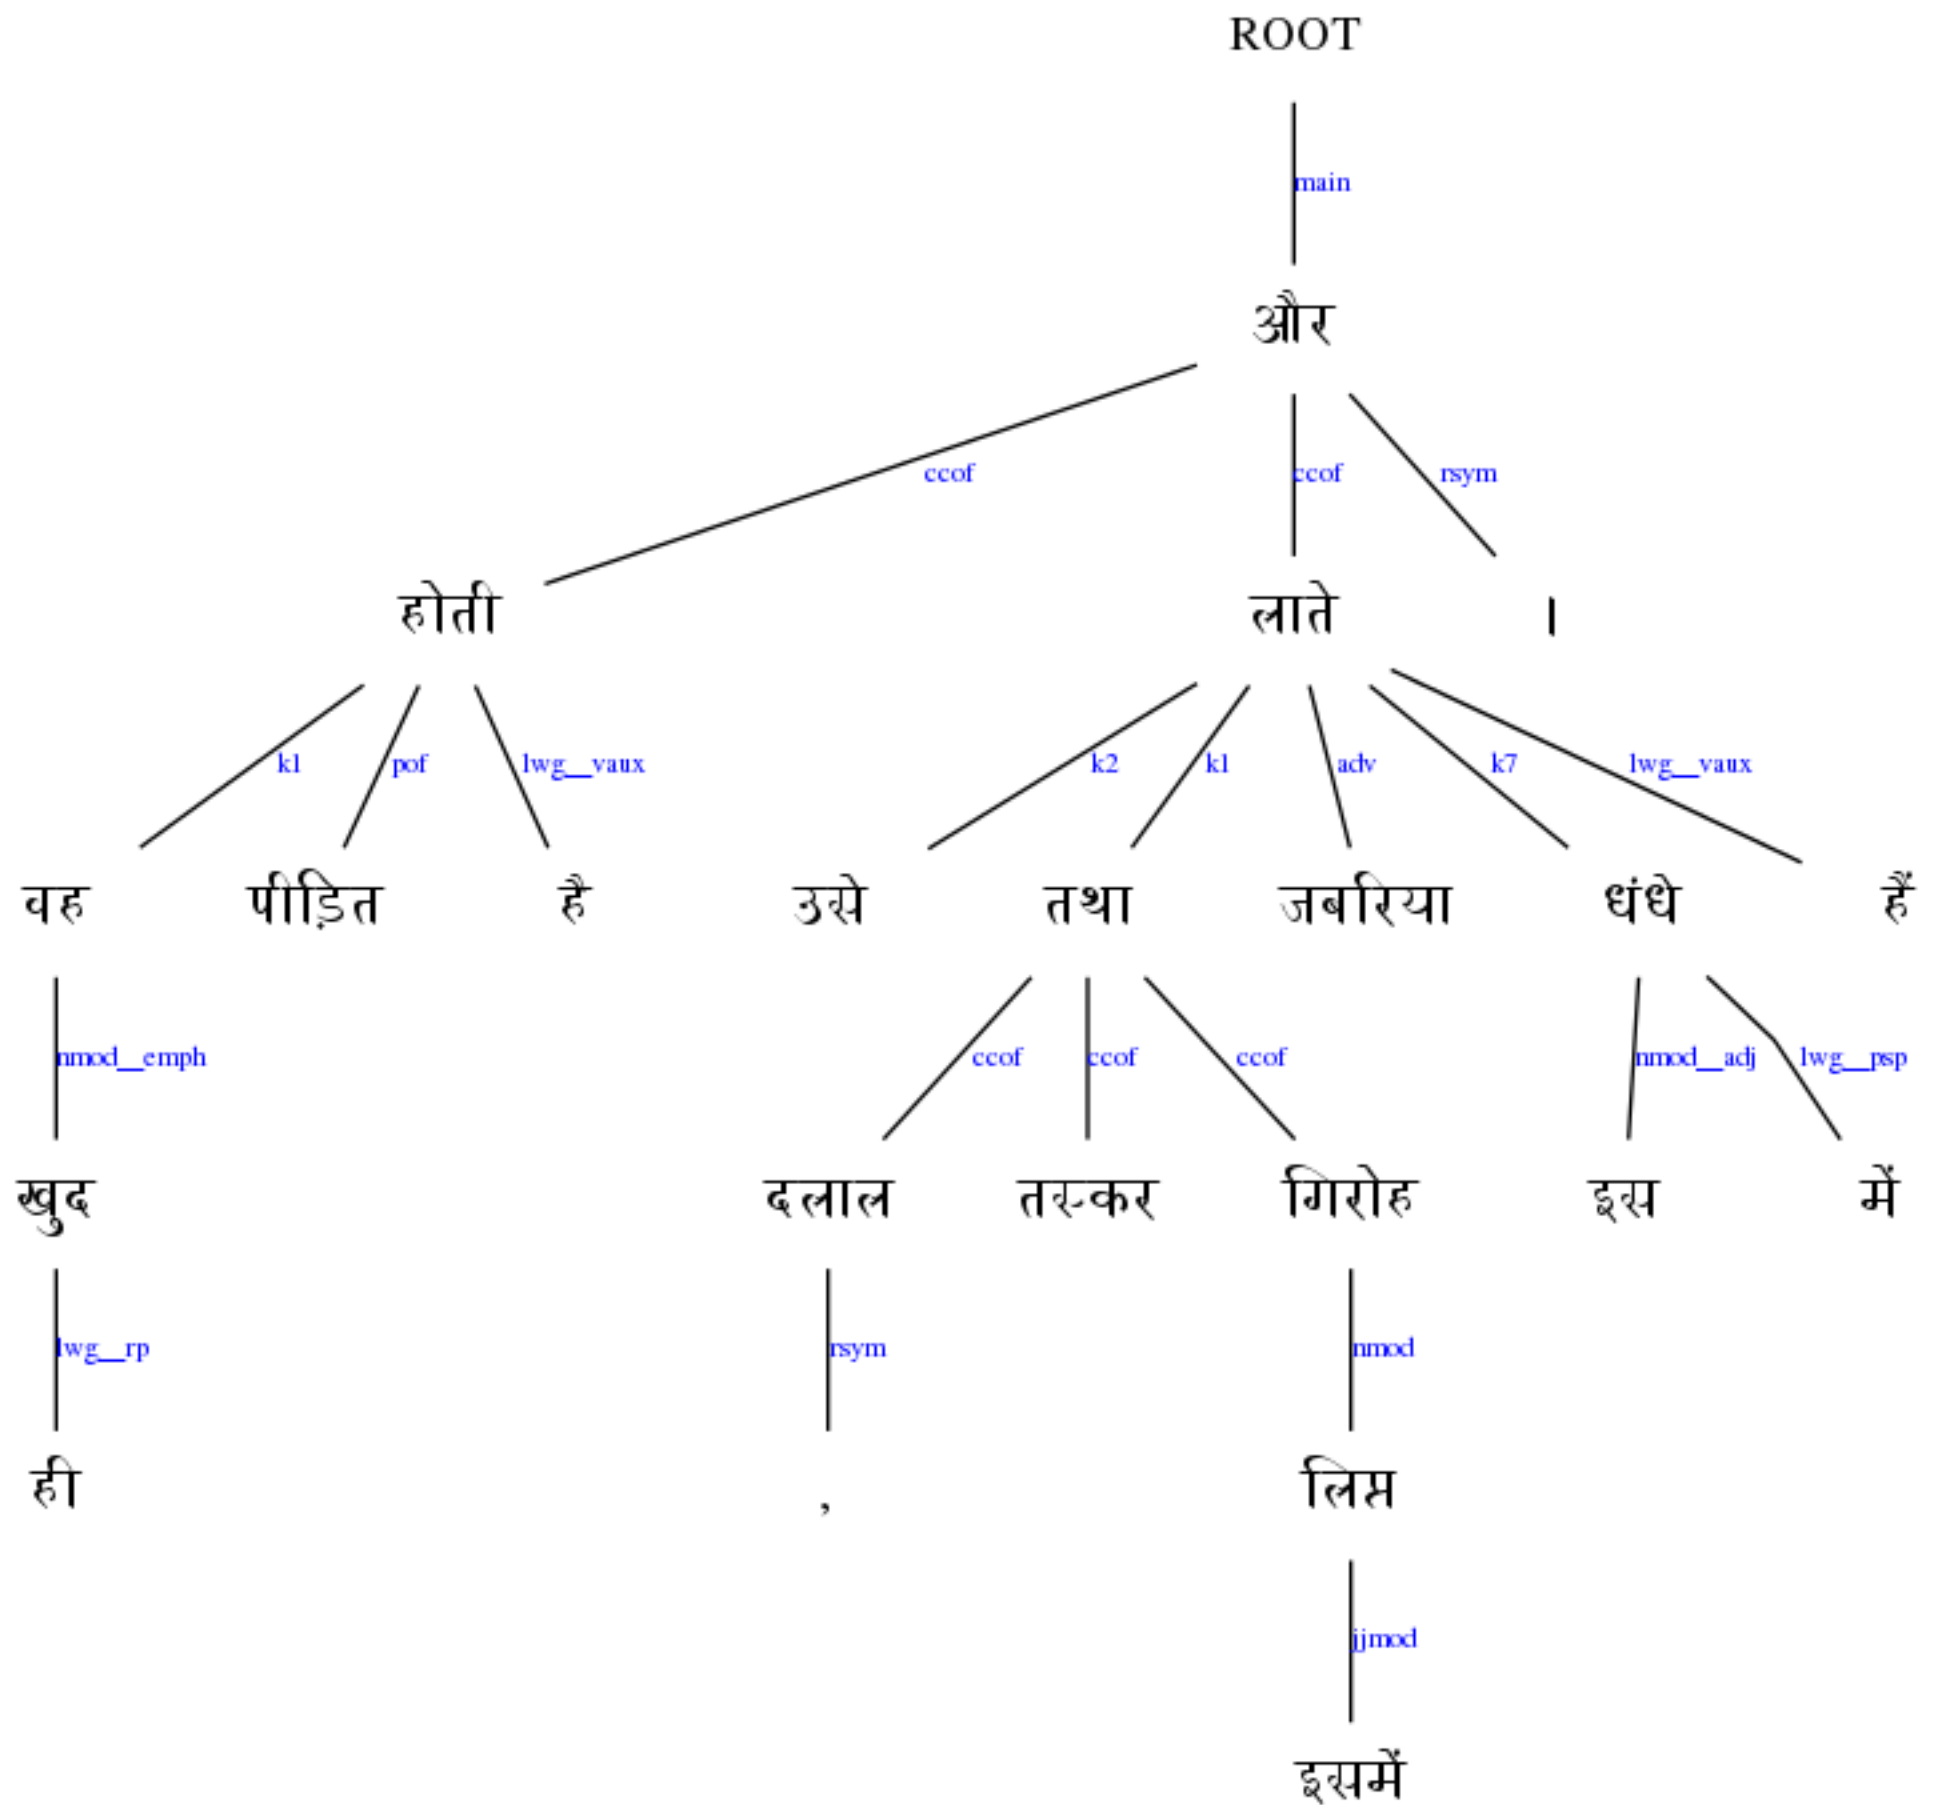 ROOT
main
और
ccof ccof rsym
होती लाते ।
k1 pof lwg__vaux k2 k1 adv k7 lwg__vaux
वह पीड़ित है उसे तथा जबरिया धंधे हैं
nmod__emph ccof ccof ccof nmod__adj lwg__psp
खुद दलाल तस्कर गिरोह इस में
lwg__rp rsym nmod
ही , लिप्त
jjmod
इसमें